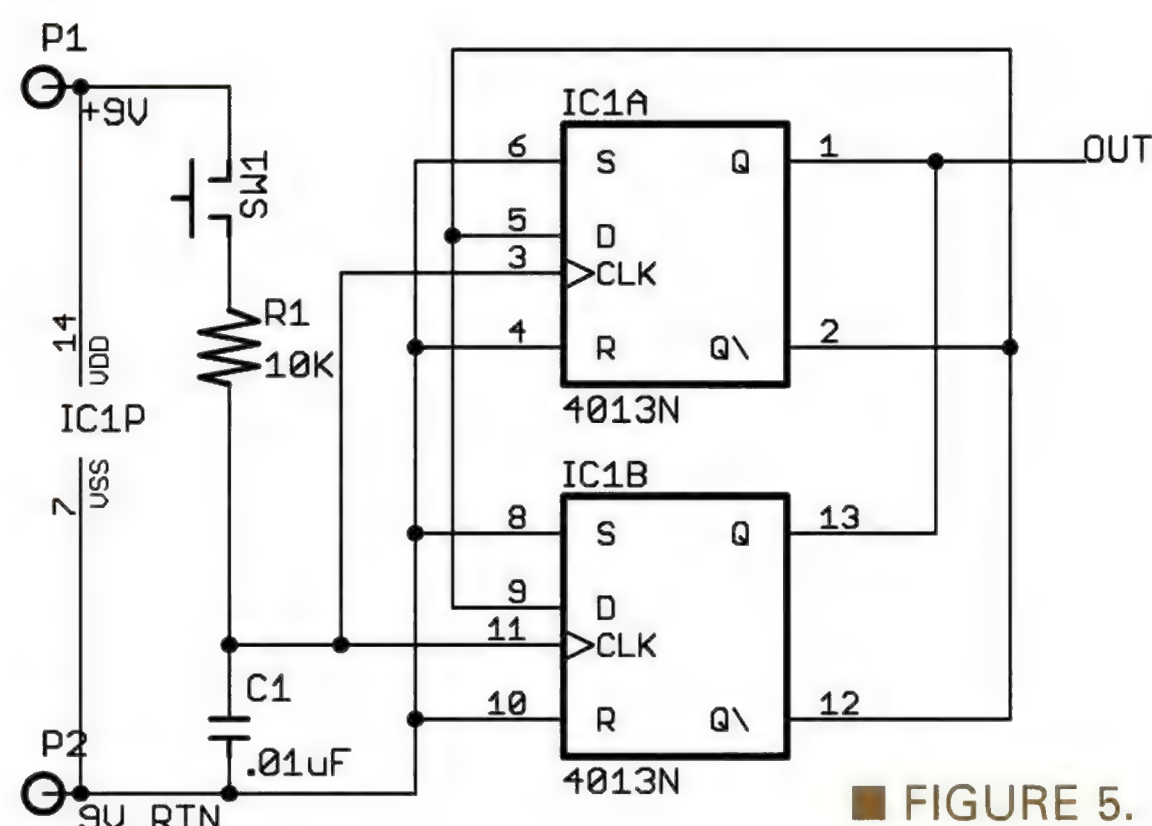 P1
+9V
SW1
R1
10K
14
VDD
IC1P
VSS
7
C1
.01uF
P2
9V RTN
IC1A
6
S
Q
1
OUT
5
D
3
CLK
4
R
Q\
2
4013N
IC1B
8
S
Q
13
9
D
11
CLK
10
R
Q\
12
4013N
FIGURE 5.